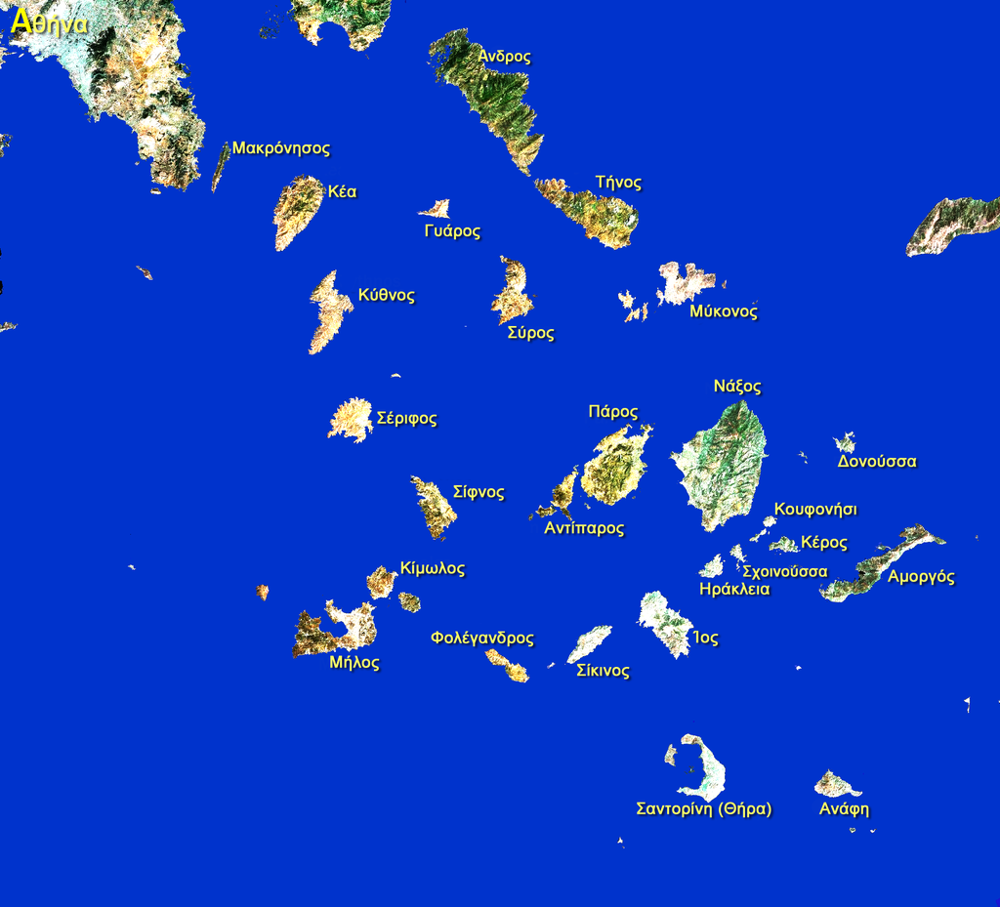 Αθήνα
Ανδρος
Μακρόνησος
Τήνος
Κέα
Γυάρος
Κύθνος
Μύκονος
Σύρος
Νάξος
Πάρος
Σέριφος
Δονούσσα
Σίφνος
Κουφονήσι
Αντίπαρος
Κέρος
Κίμωλος
Σχοινούσσα
Αμοργός
Ηράκλεια
Φολέγανδρος
Ίος
Μήλος
Σίκινος
Σαντορίνη (Θήρα)
Ανάφη